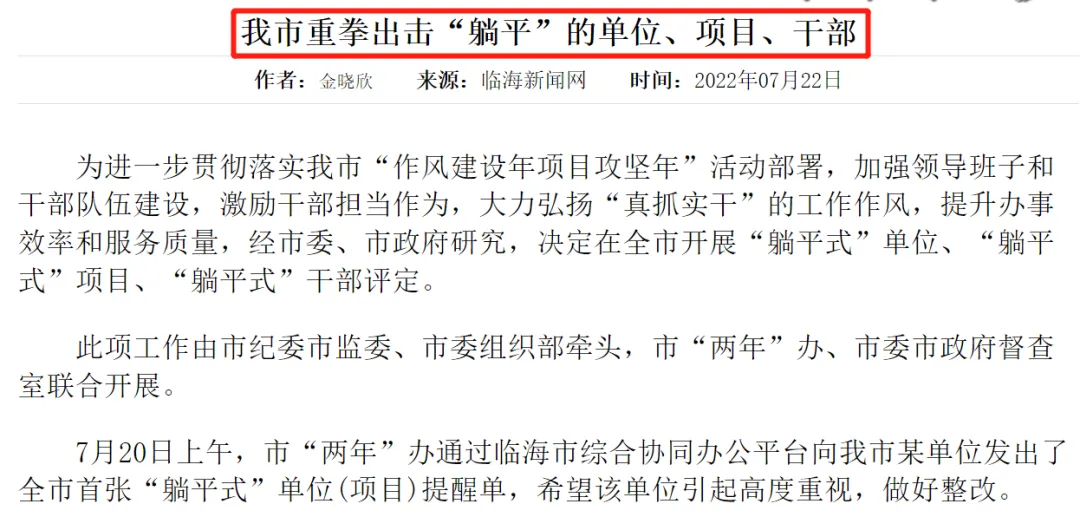 我市重拳出击“躺平”的单位、项目、干部
作者：金晓欣 来源：临海新闻网 时间：2022年07月22日
为进一步贯彻落实我市“作风建设年项目攻坚年”活动部署，加强领导班子和
干部队伍建设，激励干部担当作为，大力弘扬“真抓实干”的工作作风，提升办事
效率和服务质量，经市委、市政府研究，决定在全市开展“躺平式”单位、“躺平
式”项目、“躺平式”干部评定。
此项工作由市纪委市监委、市委组织部牵头，市“两年”办、市委市政府督查
室联合开展。
7月20日上午，市“两年”办通过临海市综合协同办公平台向我市某单位发出了
全市首张“躺平式”单位(项目)提醒单，希望该单位引起高度重视，做好整改。